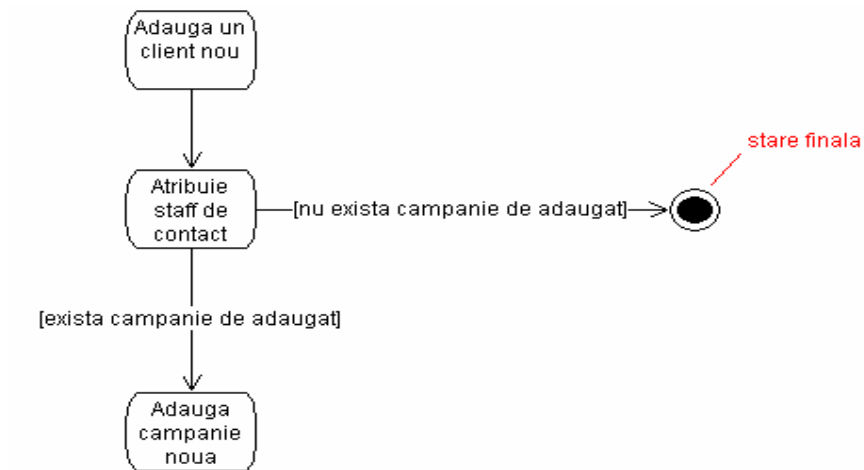 Adauga un
client nou
stare finala
Atribuie
staff de
contact
[nu exista campanie de adaugat]
[exista campanie de adaugat]
Adauga
campanie
noua